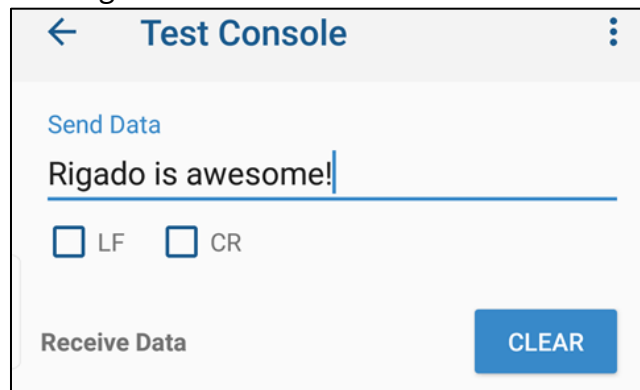 Test Console
Send Data
Rigado is awesome!
LF CR
Receive Data CLEAR